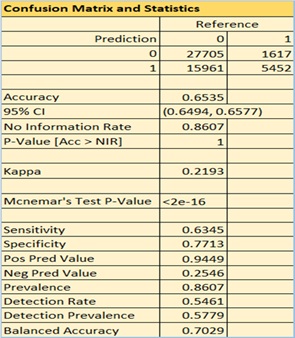 Confusion Matrix and Statistics
Reference
Prediction 0 1
0 27705 1617
1 15961 5452
Accuracy 0.6535
95% CI (0.6494, 0.6577)
No Information Rate 0.8607
P-Value [Acc > NIR] 1
Kappa 0.2193
Mcnemar's Test P-Value <2e-16
Sensitivity 0.6345
Specificity 0.7713
Pos Pred Value 0.9449
Neg Pred Value 0.2546
Prevalence 0.8607
Detection Rate 0.5461
Detection Prevalence 0.5779
Balanced Accuracy 0.7029